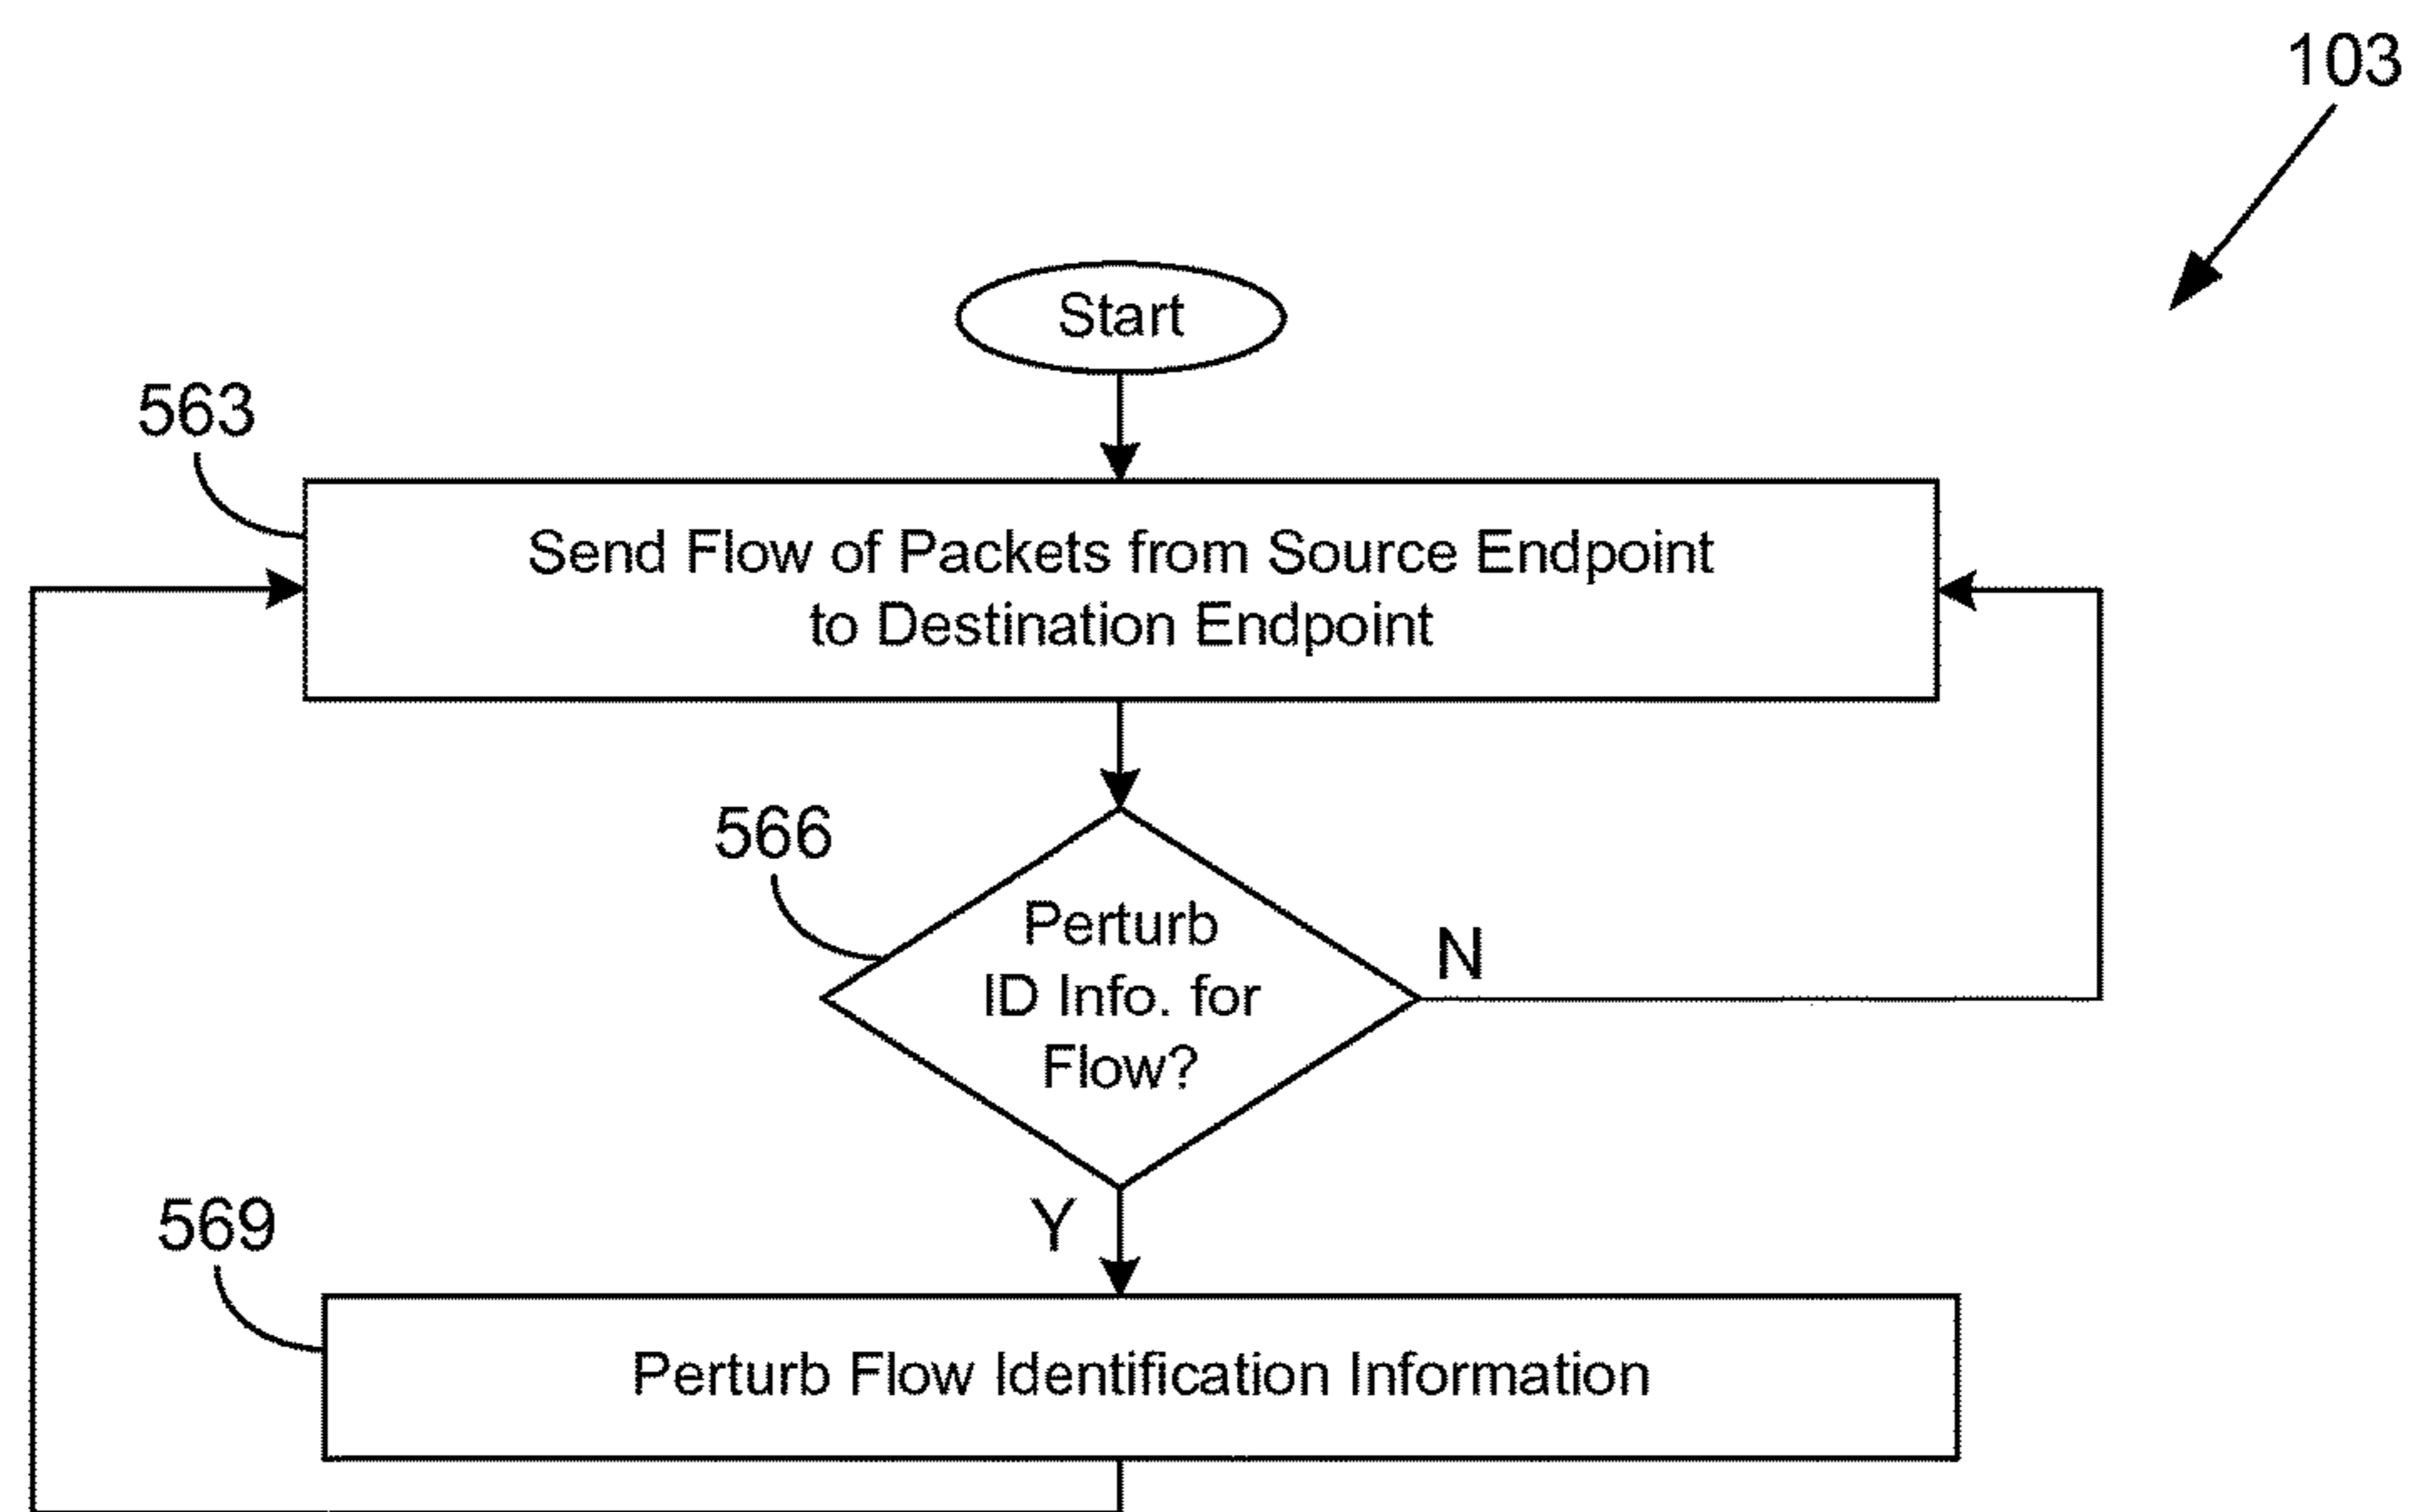 103
Start
563
Send Flow of Packets from Source Endpoint
to Destination Endpoint
566
Perturb
ID Info. for
Flow?
N
Y
569
Perturb Flow Identification Information